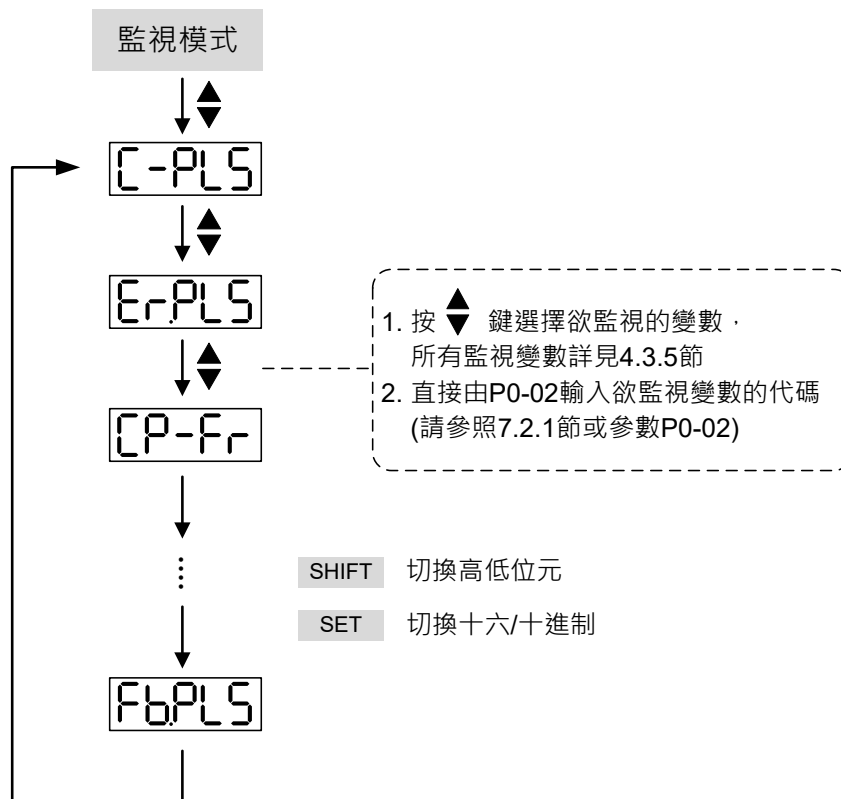 監視模式
C-PLS
Er.PLS
1. 按 鍵選擇欲監視的變數，
所有監視變數詳見4.3.5節
2. 直接由P0-02輸入欲監視變數的代碼
(請參照7.2.1節或參數P0-02)
CP-Fr
SHIFT 切換高低位元
SET 切換十六/十進制
Fb.PLS